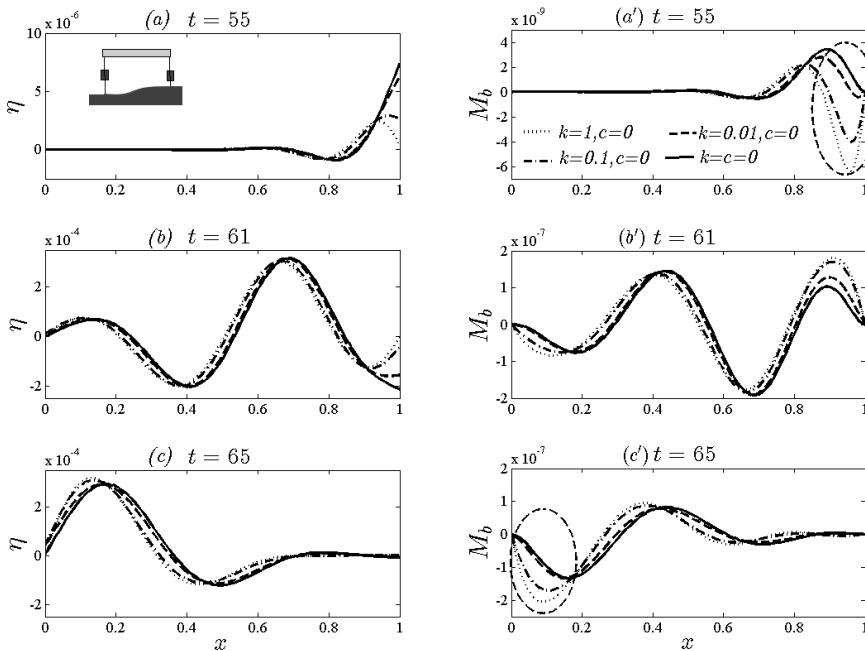 (a) t = 55
x 10⁻⁶
10
5
0
η
0 0.2 0.4 0.6 0.8 1
(a′) t = 55
x 10⁻⁹
4
2
0
-2
-4
-6
M_b
k=1,c=0
k=0.01,c=0
k=0.1,c=0
k=c=0
0 0.2 0.4 0.6 0.8 1
(b) t = 61
x 10⁻⁴
2
0
-2
η
0 0.2 0.4 0.6 0.8 1
(b′) t = 61
x 10⁻⁷
2
1
0
-1
-2
M_b
0 0.2 0.4 0.6 0.8 1
(c) t = 65
x 10⁻⁴
2
0
-2
η
0 0.2 0.4 0.6 0.8 1
x
(c′) t = 65
x 10⁻⁷
2
1
0
-1
-2
M_b
0 0.2 0.4 0.6 0.8 1
x